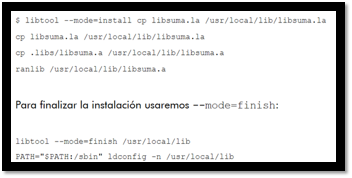 $ libtool --mode=install cp libsuma.la /usr/local/lib/libsuma.la
cp libsuma.la /usr/local/lib/libsuma.la
cp .libs/libsuma.a /usr/local/lib/libsuma.a
ranlib /usr/local/lib/libsuma.a
Para finalizar la instalación usaremos --mode=finish:
libtool --mode=finish /usr/local/lib
PATH="$PATH:/sbin" ldconfig -n /usr/local/lib